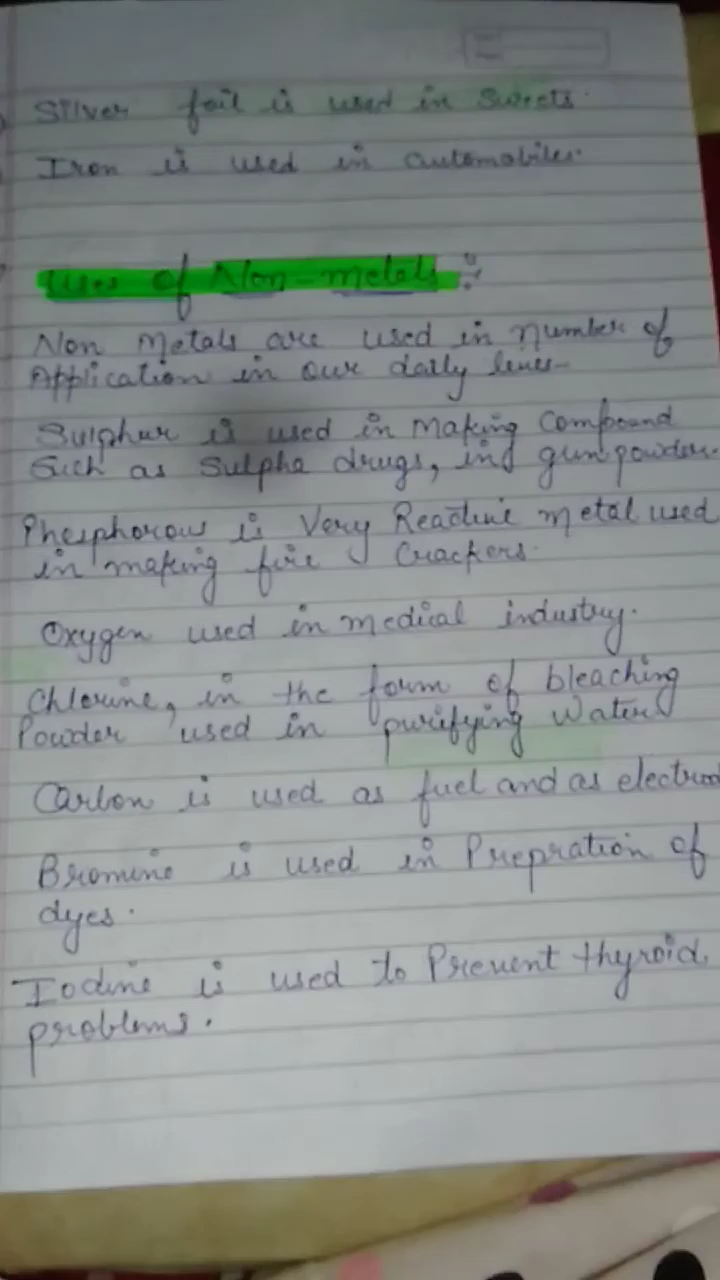 Silver foil is used in sweets.
Iron is used in automobiles.
Uses of Non-metals :-
Non Metals are used in number of
Application in our daily lives-
Sulphur is used in making compound
Such as Sulpha drugs, ind gunpowder.
Phosphorous is Very Reactive metal used
in making fire Crackers.
Oxygen used in medical industry.
Chlorine, in the form of bleaching
Powder used in purifying water
Carbon is used as fuel and as electrod
Bromine is used in Prepration of
dyes.
Iodine is used to Prevent thyroid
problems.